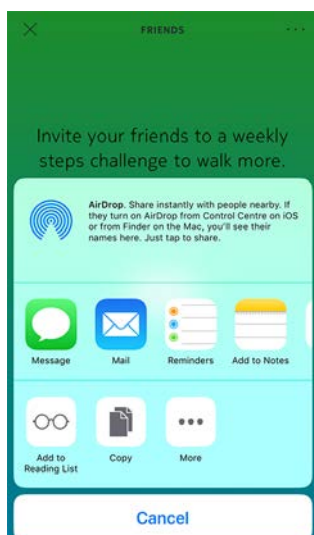 FRIENDS
Invite your friends to a weekly
steps challenge to walk more.
AirDrop. Share instantly with people nearby. If
they turn on AirDrop from Control Centre on iOS
or from Finder on the Mac, you'll see their
names here. Just tap to share.
Message Mail Reminders Add to Notes
Add to Copy More
Reading List
Cancel